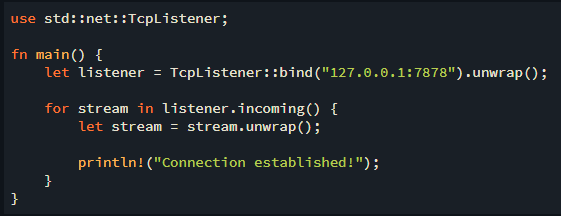 use std::net::TcpListener;

fn main() {
    let listener = TcpListener::bind("127.0.0.1:7878").unwrap();

    for stream in listener.incoming() {
        let stream = stream.unwrap();

        println!("Connection established!");
    }
}